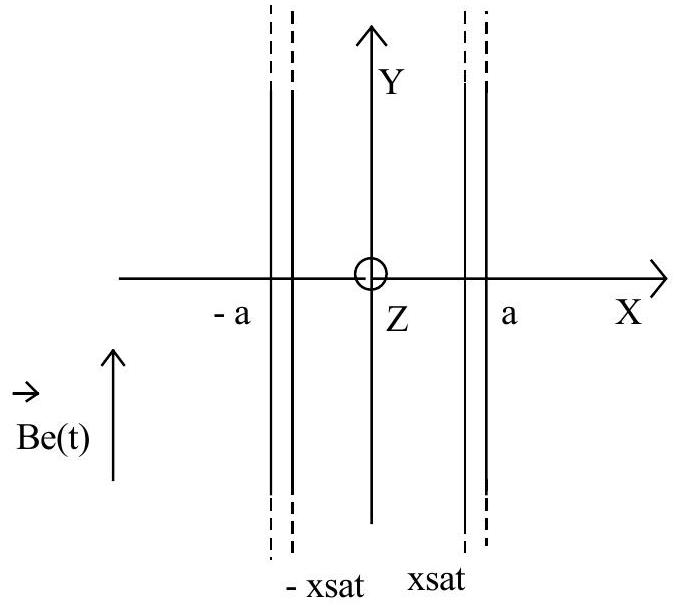 Y
- a
Z
a
X
Be(t)
- xsat
xsat